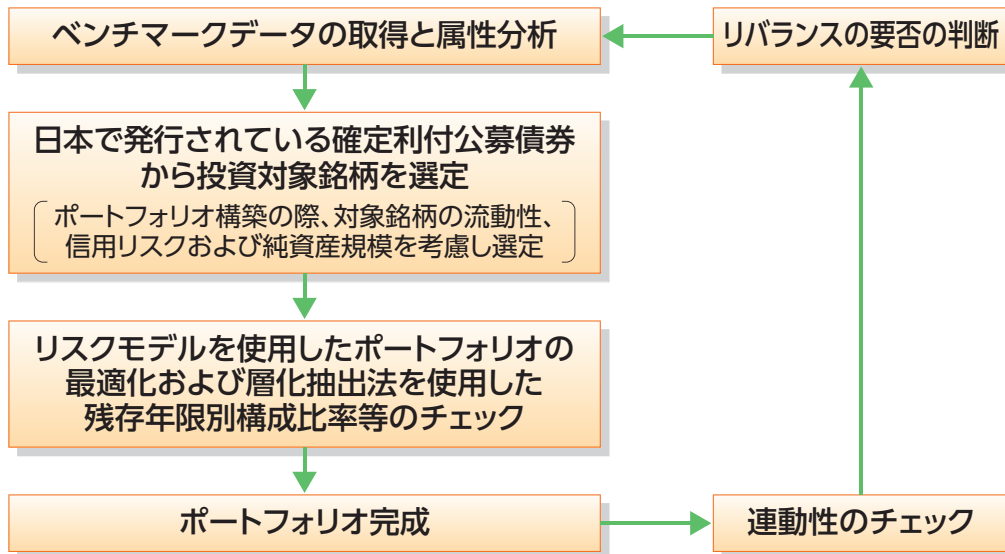 ベンチマークデータの取得と属性分析
リバランスの要否の判断
日本で発行されている確定利付公募債券
から投資対象銘柄を選定
ポートフォリオ構築の際、対象銘柄の流動性、
信用リスクおよび純資産規模を考慮し選定
リスクモデルを使用したポートフォリオの
最適化および層化抽出法を使用した
残存年限別構成比率等のチェック
ポートフォリオ完成
連動性のチェック